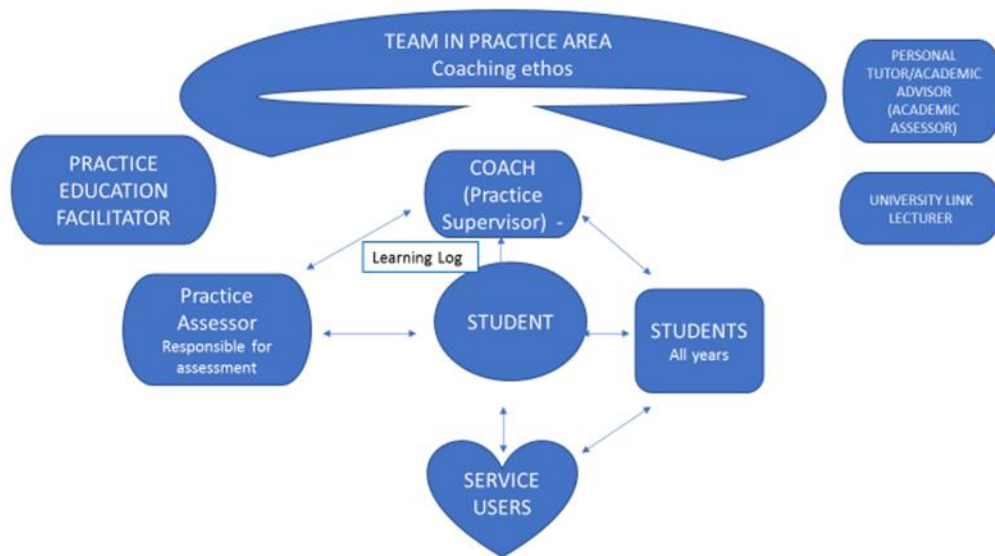 TEAM IN PRACTICE AREA
Coaching ethos
PERSONAL
TUTOR/ACADEMIC
ADVISOR
(ACADEMIC
ASSESSOR)
PRACTICE
EDUCATION
FACILITATOR
COACH
(Practice
Supervisor) -
UNIVERSITY LINK
LECTURER
Learning Log
Practice
Assessor
Responsible for
assessment
STUDENT
STUDENTS
All years
SERVICE
USERS